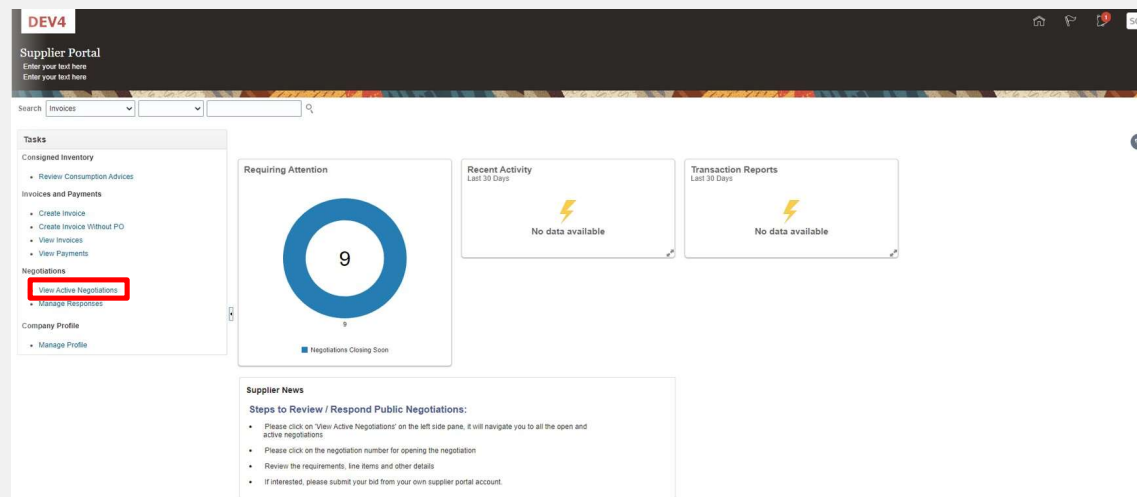 DEV4
Supplier Portal
Enter your text here
Enter your text here
Search Invoices
Tasks
Consigned Inventory
• Review Consumption Advices
Invoices and Payments
• Create Invoice
• Create Invoice Without PO
• View Invoices
• View Payments
Negotiations
View Active Negotiations
• Manage Responses
Company Profile
• Manage Profile
Requiring Attention
9
9
Negotiations Closing Soon
Recent Activity
Last 30 Days
No data available
Transaction Reports
Last 30 Days
No data available
Supplier News
Steps to Review / Respond Public Negotiations:
• Please click on 'View Active Negotiations' on the left side pane, it will navigate you to all the open and
active negotiations
• Please click on the negotiation number for opening the negotiation
• Review the requirements, line items and other details
• If interested, please submit your bid from your own supplier portal account.